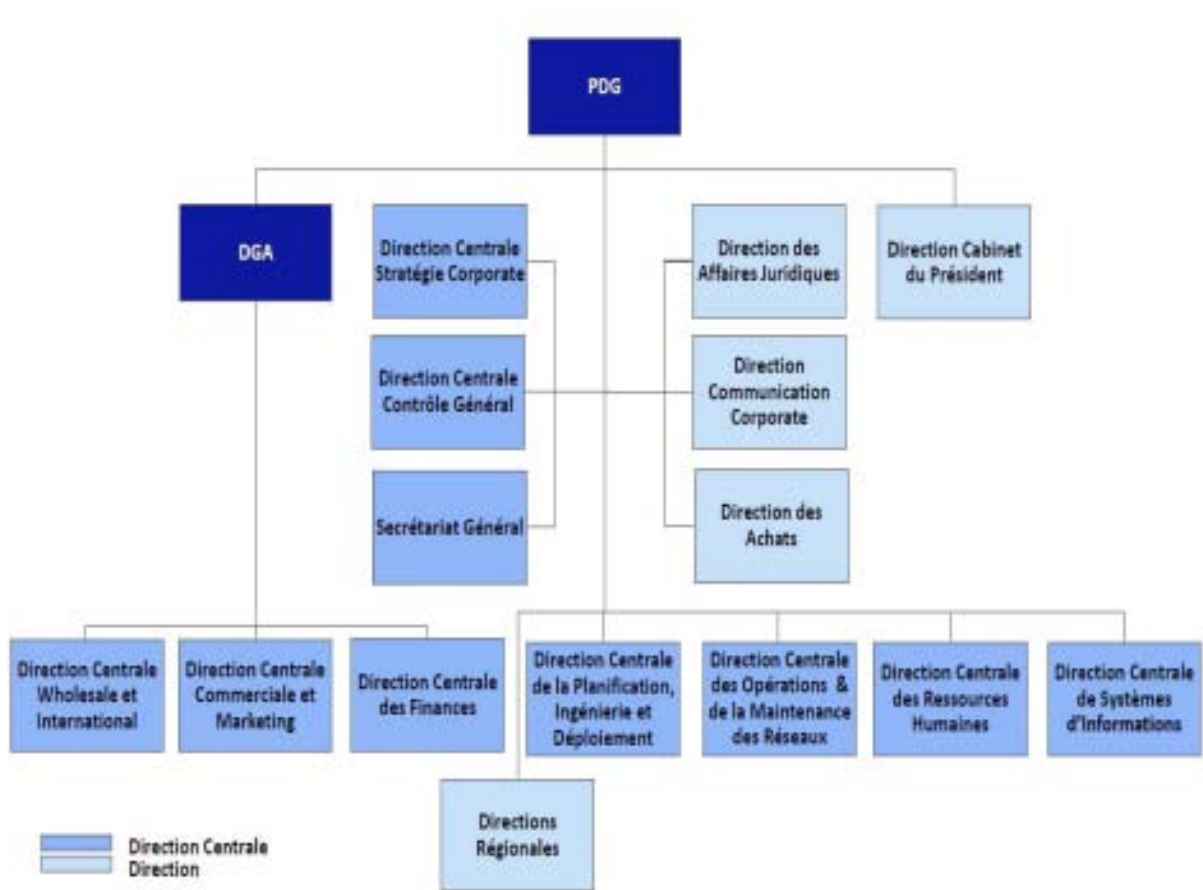 PDG
DGA
Direction Centrale
Stratégie Corporate
Direction des
Affaires Juridiques
Direction Cabinet
du Président
Direction Centrale
Contrôle Général
Direction
Communication
Corporate
Secrétariat Général
Direction des
Achats
Direction Centrale
Wholesale et
International
Direction Centrale
Commerciale et
Marketing
Direction Centrale
des Finances
Direction Centrale
de la Planification,
Ingénierie et
Déploiement
Direction Centrale
des Opérations &
de la Maintenance
des Réseaux
Direction Centrale
des Ressources
Humaines
Direction Centrale
de Systèmes
d'Informations
Directions
Régionales
Direction Centrale
Direction